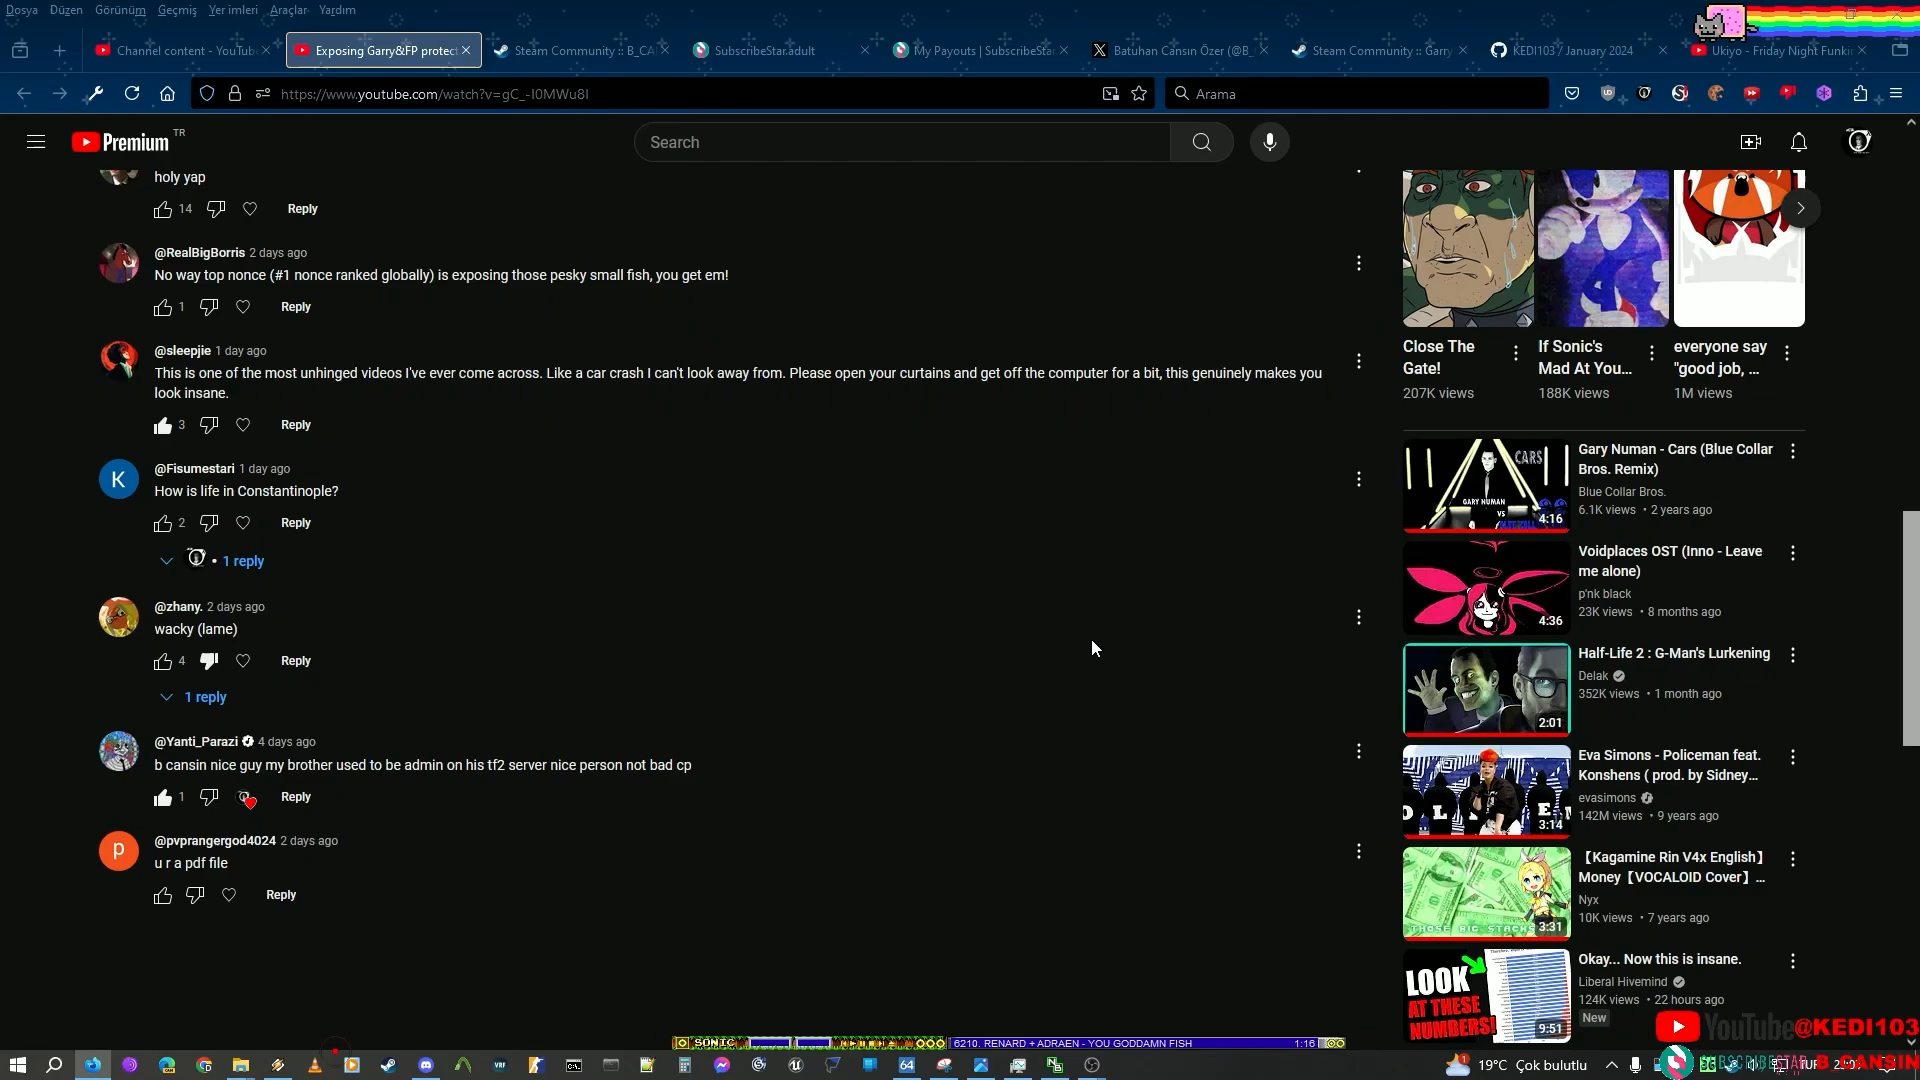 Dosya Düzen Görünüm Geçmiş Yer imleri Araçlar Yardım
Channel content - YouTub
Exposing Garry&FP protect
Steam Community :: B_CA
SubscribeStar.adult
My Payouts | SubscribeSta
Batuhan Cansın Özer (@B_
Steam Community :: Garry
KEDI103 / January 2024
Ukiyo - Friday Night Funki
https://www.youtube.com/watch?v=gC_-I0MWu8I
Arama
Premium TR
Search
holy yap
14 Reply
@RealBigBorris 2 days ago
No way top nonce (#1 nonce ranked globally) is exposing those pesky small fish, you get em!
1 Reply
@sleepjie 1 day ago
This is one of the most unhinged videos I've ever come across. Like a car crash I can't look away from. Please open your curtains and get off the computer for a bit, this genuinely makes you
look insane.
3 Reply
K
@Fisumestari 1 day ago
How is life in Constantinople?
2 Reply
1 reply
@zhany. 2 days ago
wacky (lame)
4 Reply
1 reply
@Yanti_Parazi 4 days ago
b cansin nice guy my brother used to be admin on his tf2 server nice person not bad cp
1 Reply
p
@pvprangergod4024 2 days ago
u r a pdf file
Reply
Close The
Gate!
207K views
If Sonic's
Mad At You...
188K views
everyone say
"good job, ...
1M views
CARS
GARY NUMAN
VS
4:16
Gary Numan - Cars (Blue Collar
Bros. Remix)
Blue Collar Bros.
6.1K views • 2 years ago
4:36
Voidplaces OST (Inno - Leave
me alone)
p'nk black
23K views • 8 months ago
2:01
Half-Life 2 : G-Man's Lurkening
Delak
352K views • 1 month ago
3:14
Eva Simons - Policeman feat.
Konshens ( prod. by Sidney...
evasimons
142M views • 9 years ago
THOSE BIG STACKS
3:31
【Kagamine Rin V4x English】
Money【VOCALOID Cover】...
Nyx
10K views • 7 years ago
LOOK
AT THESE
NUMBERS!
9:51
Okay... Now this is insane.
Liberal Hivemind
124K views • 22 hours ago
New
YouTube@KEDI103
SONIC
6210. RENARD + ADRAEN - YOU GODDAMN FISH 1:16
VRF
64
19°C Çok bulutlu
TUR
SUBSCRIBESTAR B_CANSIN